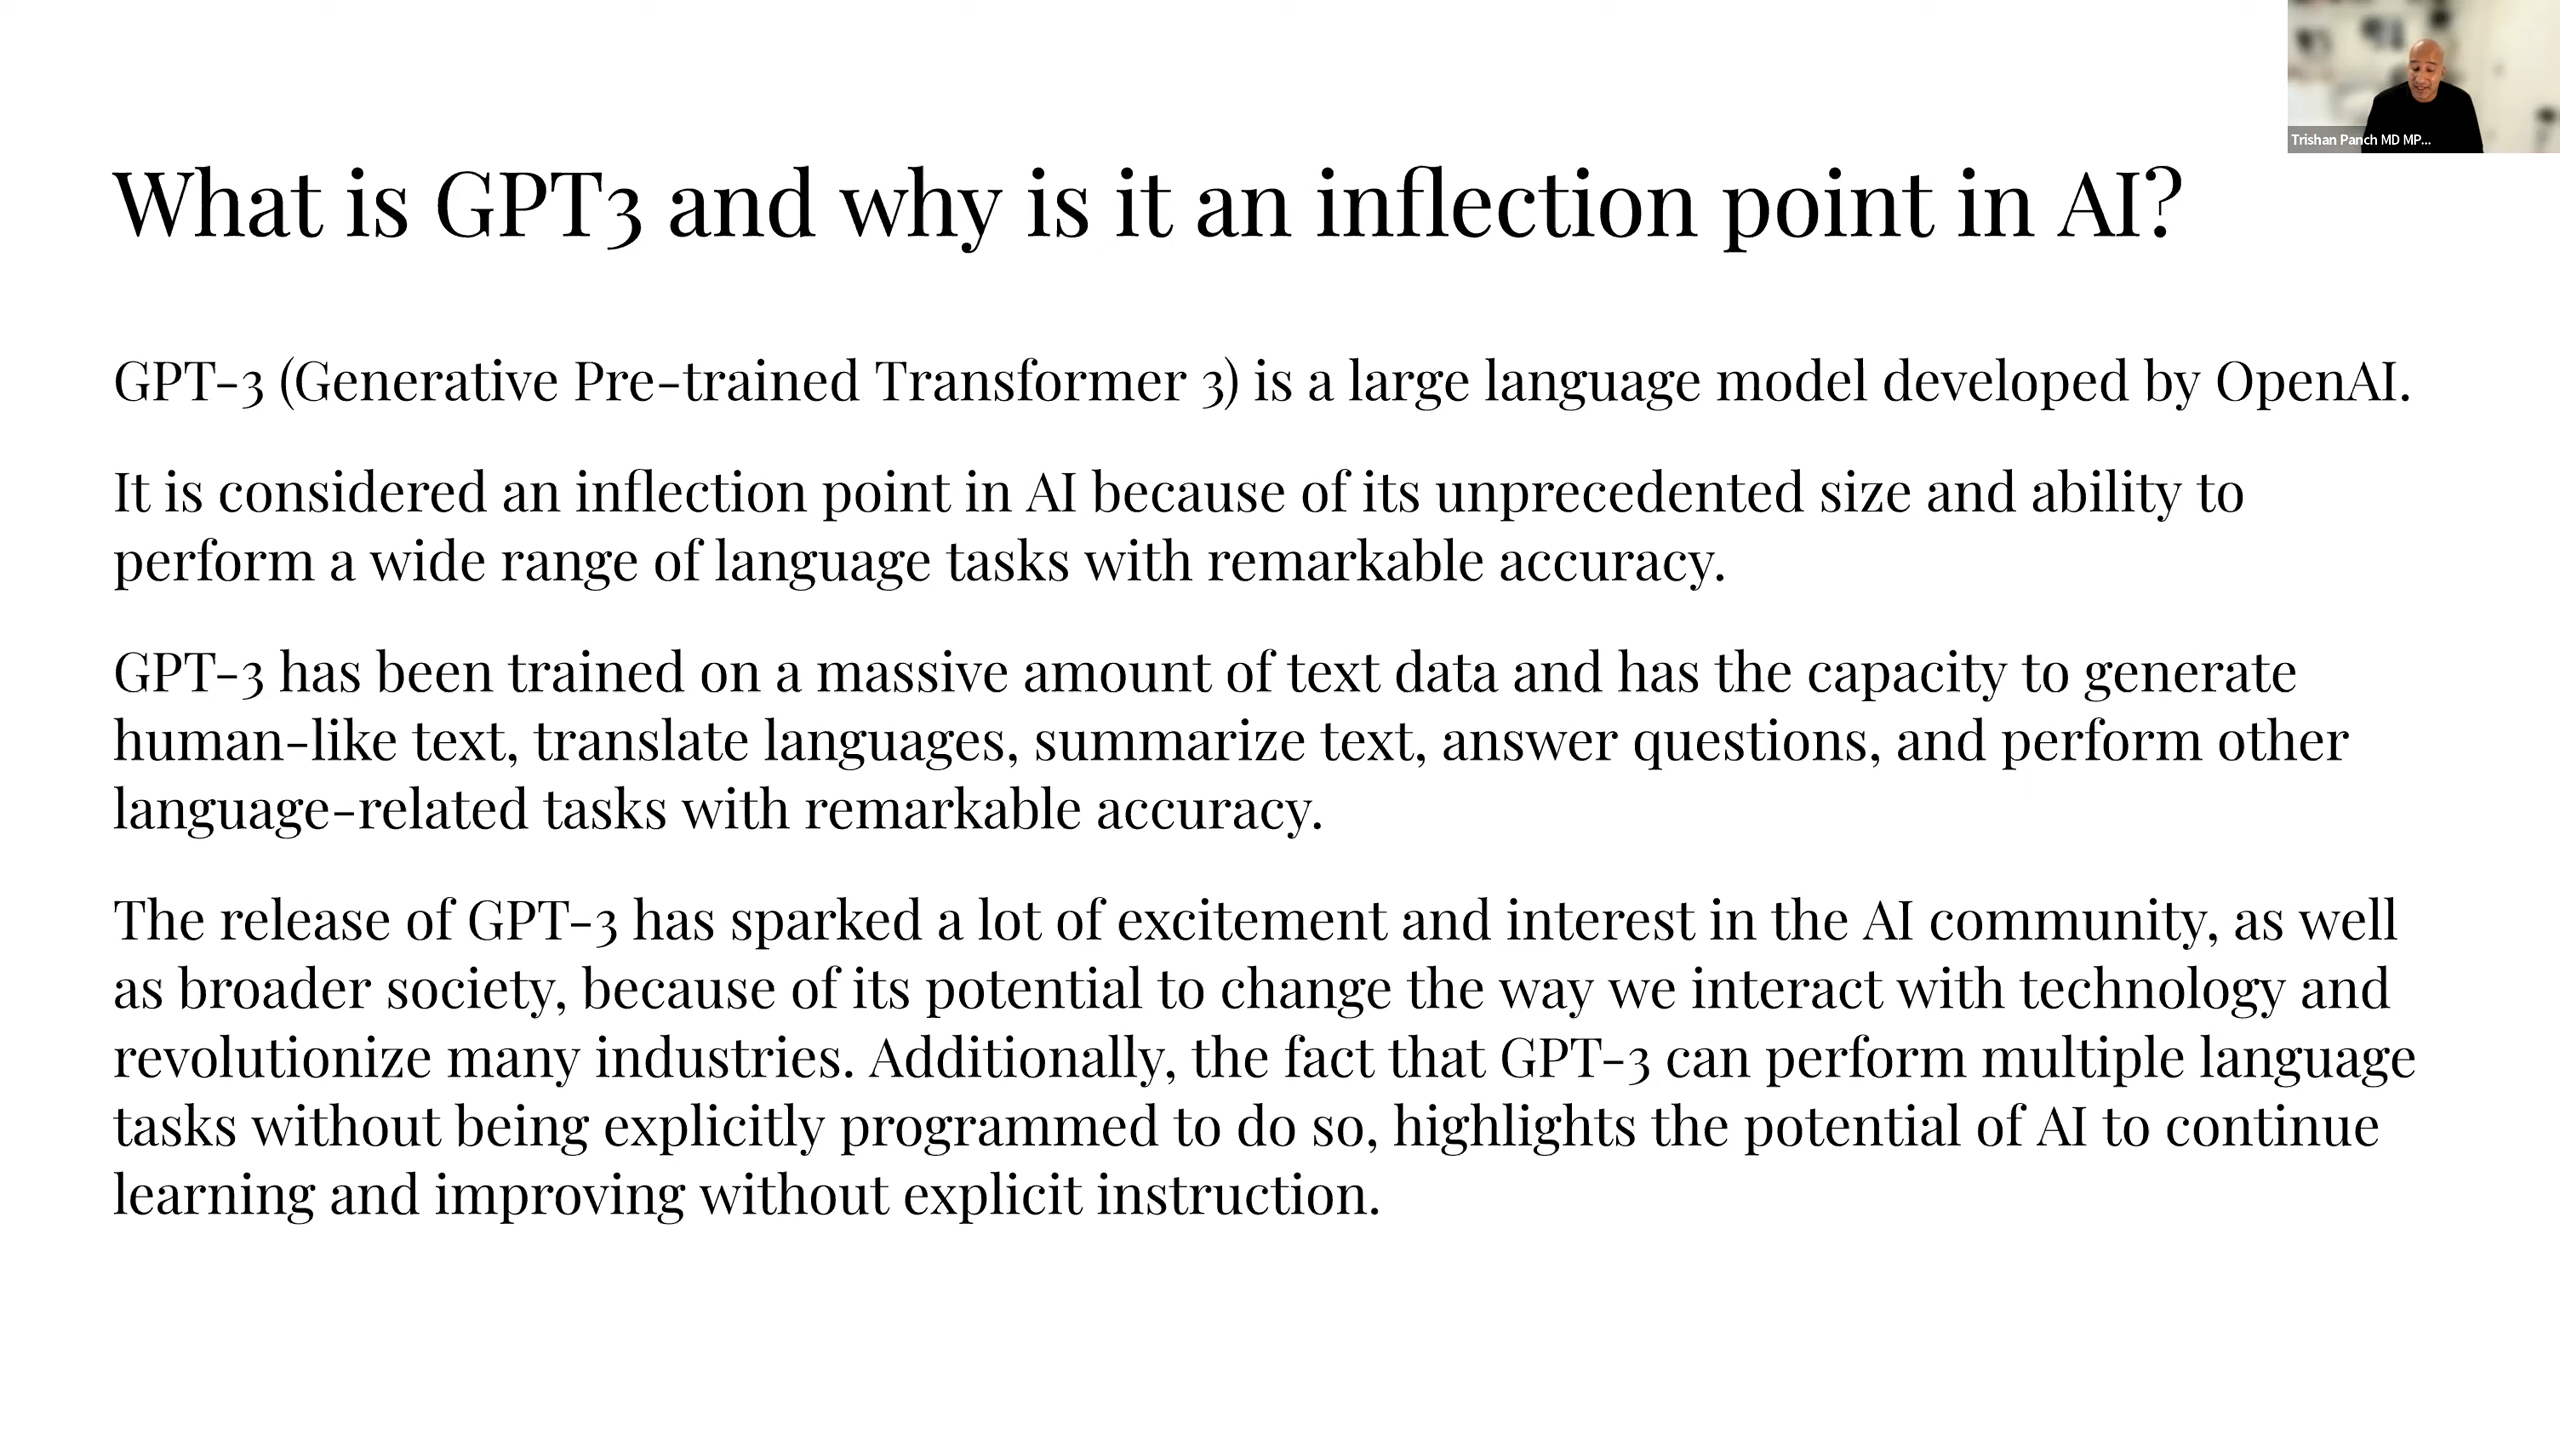 Trishan Panch MD MP...
What is GPT3 and why is it an inflection point in AI?
GPT-3 (Generative Pre-trained Transformer 3) is a large language model developed by OpenAI.
It is considered an inflection point in AI because of its unprecedented size and ability to
perform a wide range of language tasks with remarkable accuracy.
GPT-3 has been trained on a massive amount of text data and has the capacity to generate
human-like text, translate languages, summarize text, answer questions, and perform other
language-related tasks with remarkable accuracy.
The release of GPT-3 has sparked a lot of excitement and interest in the AI community, as well
as broader society, because of its potential to change the way we interact with technology and
revolutionize many industries. Additionally, the fact that GPT-3 can perform multiple language
tasks without being explicitly programmed to do so, highlights the potential of AI to continue
learning and improving without explicit instruction.